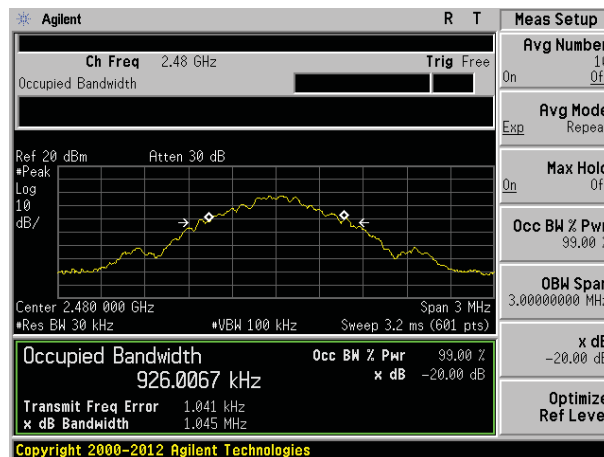 Agilent R T
Meas Setup
Ch Freq 2.48 GHz Trig Free
Occupied Bandwidth
Ref 20 dBm Atten 30 dB
#Peak
Log
10
dB/
Center 2.480 000 GHz Span 3 MHz
#Res BW 30 kHz #VBW 100 kHz Sweep 3.2 ms (601 pts)
Occupied Bandwidth
926.0067 kHz
Occ BW % Pwr 99.00 %
x dB -20.00 dB
Transmit Freq Error 1.041 kHz
x dB Bandwidth 1.045 MHz
Avg Number
On
Avg Mode
Exp
Max Hold
On
Occ BW % Pwr
99.00
OBW Span
3.00000000 MHz
x dB
-20.00 dB
Optimize
Ref Level
Copyright 2000-2012 Agilent Technologies